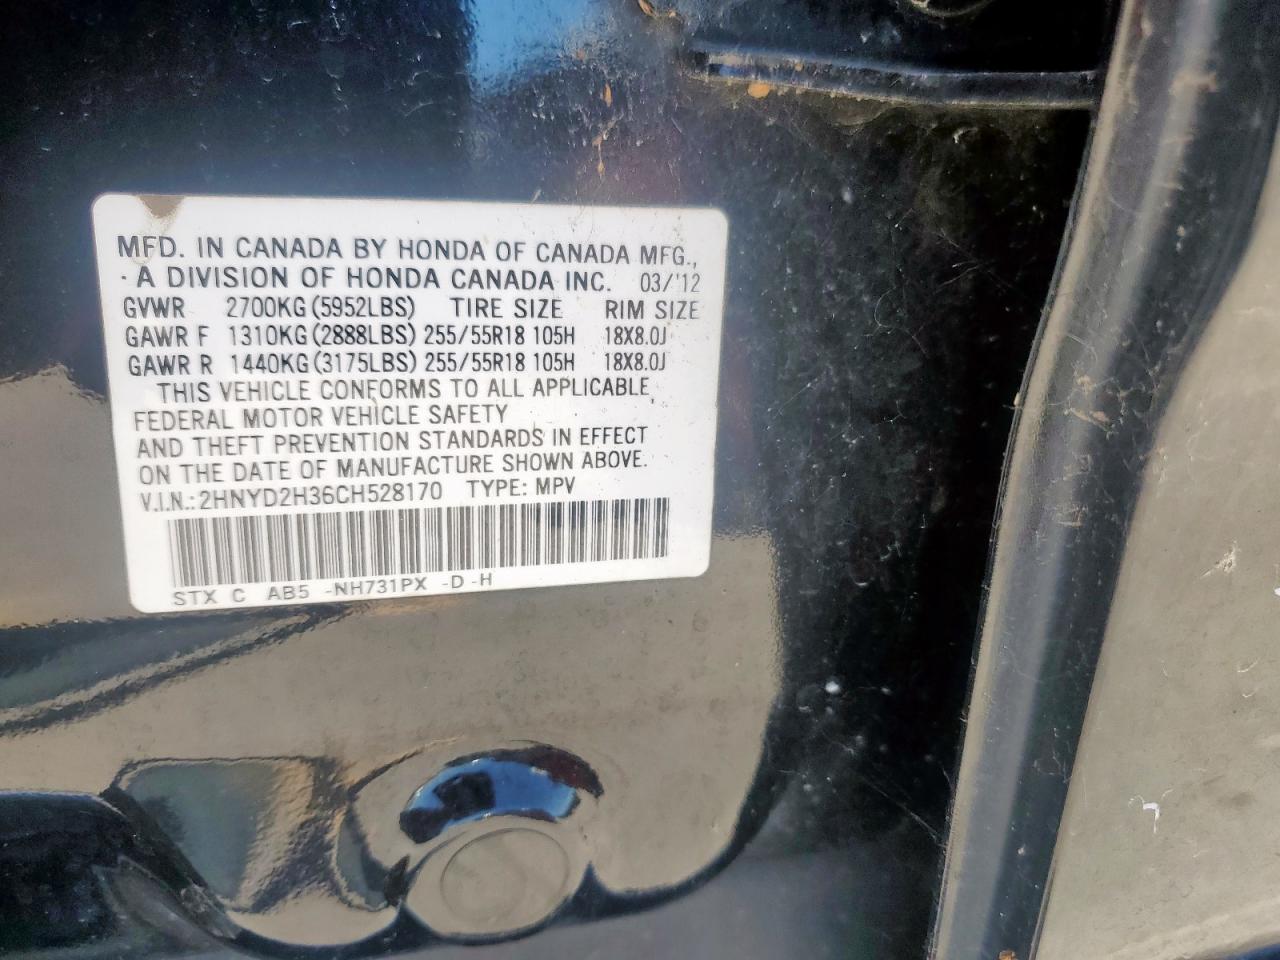 MFD. IN CANADA BY HONDA OF CANADA MFG.,
A DIVISION OF HONDA CANADA INC. 03/'12
GVWR 2700KG (5952LBS) TIRE SIZE RIM SIZE
GAWR F 1310KG (2888LBS) 255/55R18 105H 18X8.0J
GAWR R 1440KG (3175LBS) 255/55R18 105H 18X8.0J
THIS VEHICLE CONFORMS TO ALL APPLICABLE
FEDERAL MOTOR VEHICLE SAFETY
AND THEFT PREVENTION STANDARDS IN EFFECT
ON THE DATE OF MANUFACTURE SHOWN ABOVE.
V.I.N.: 2HNYD2H36CH528170 TYPE: MPV
STX C AB5 -NH731PX -D -H